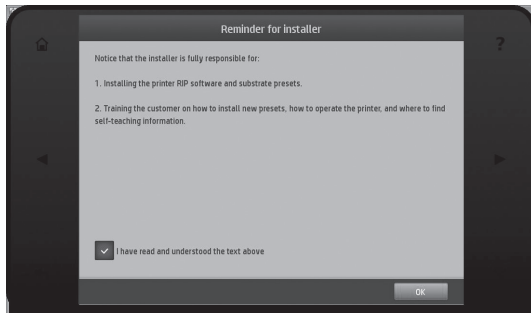 Reminder for installer
?
Notice that the installer is fully responsible for:
1. Installing the printer RIP software and substrate presets.
2. Training the customer on how to install new presets, how to operate the printer, and where to find
self-teaching information.
I have read and understood the text above
OK